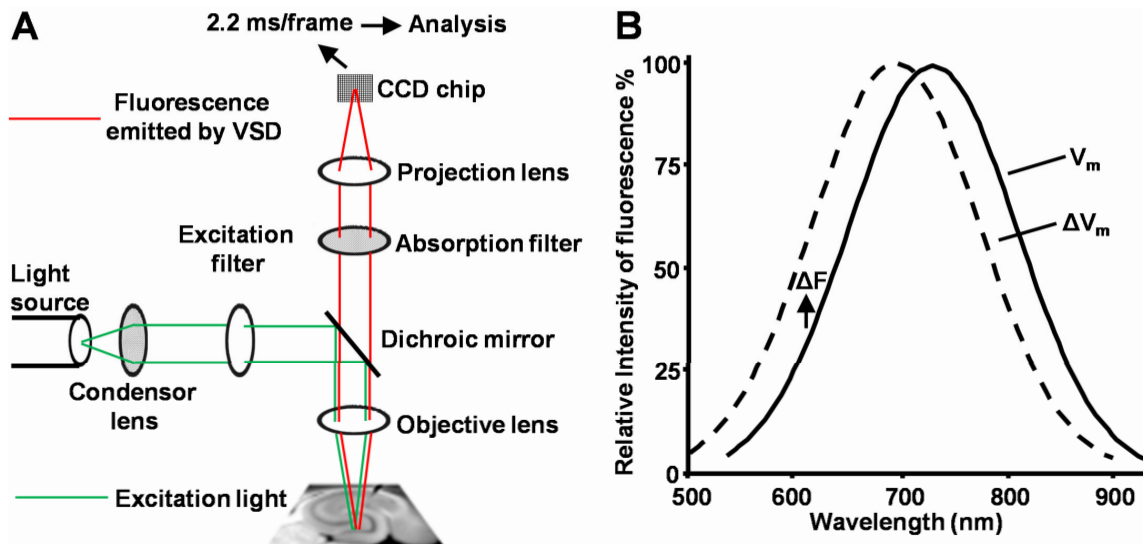 A
2.2 ms/frame → Analysis
CCD chip
Fluorescence
emitted by VSD
Projection lens
Excitation
filter
Absorption filter
Light
source
Dichroic mirror
Condensor
lens
Objective lens
Excitation light
B
Relative Intensity of fluorescence %
100
75
50
25
0
Vm
ΔVm
ΔF
500 600 700 800 900
Wavelength (nm)